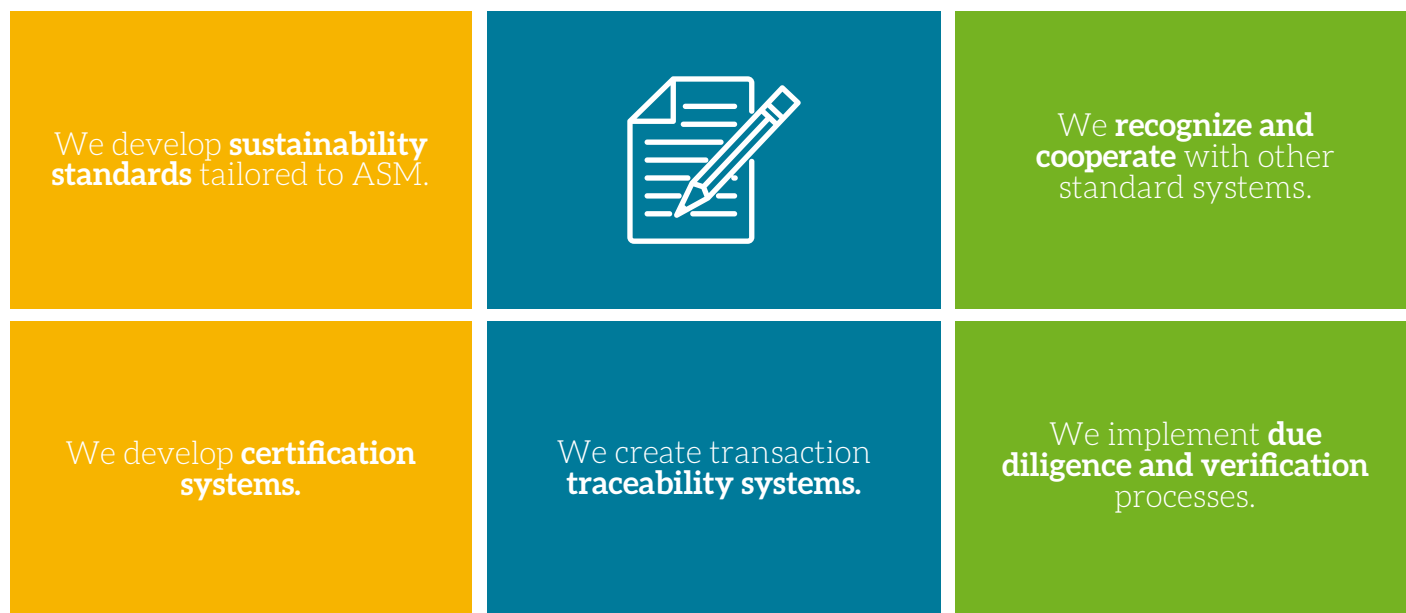 We develop sustainability
standards tailored to ASM.
We recognize and
cooperate with other
standard systems.
We develop certification
systems.
We create transaction
traceability systems.
We implement due
diligence and verification
processes.